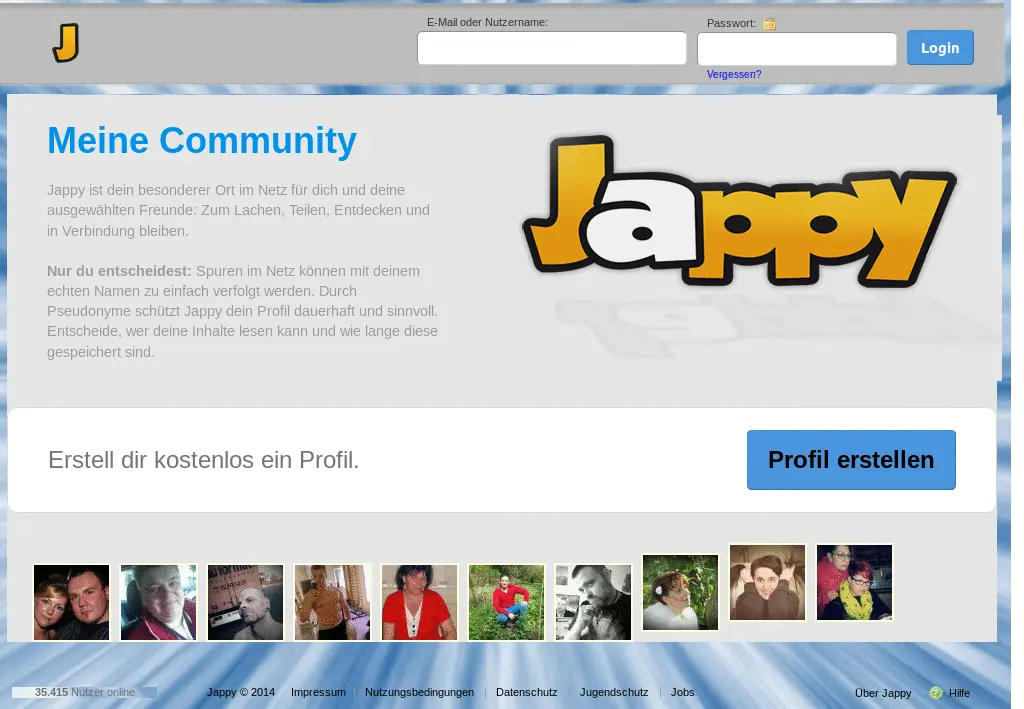 J
E-Mail oder Nutzername:
Passwort:
Login
Vergessen?
Meine Community
Jappy ist dein besonderer Ort im Netz für dich und deine
ausgewählten Freunde: Zum Lachen, Teilen, Entdecken und
in Verbindung bleiben.
Nur du entscheidest: Spuren im Netz können mit deinem
echten Namen zu einfach verfolgt werden. Durch
Pseudonyme schützt Jappy dein Profil dauerhaft und sinnvoll.
Entscheide, wer deine Inhalte lesen kann und wie lange diese
gespeichert sind.
Jappy
Erstell dir kostenlos ein Profil.
Profil erstellen
BURGER
35.415 Nutzer online
Jappy © 2014 Impressum | Nutzungsbedingungen | Datenschutz | Jugendschutz | Jobs
Über Jappy ? Hilfe